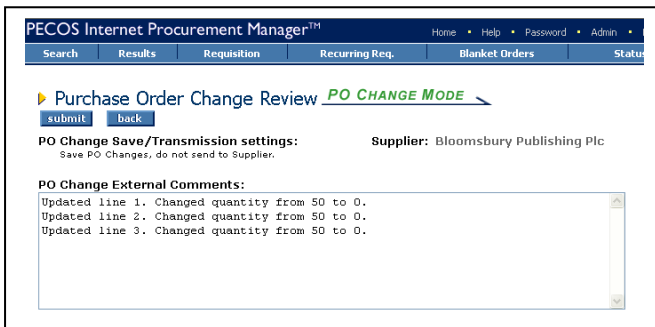 PECOS Internet Procurement Manager™ Home • Help • Password • Admin •
Search Results Requisition Recurring Req. Blanket Orders Status
Purchase Order Change Review PO CHANGE MODE
submit back
PO Change Save/Transmission settings: Supplier: Bloomsbury Publishing Plc
Save PO Changes, do not send to Supplier.
PO Change External Comments:
Updated line 1. Changed quantity from 50 to 0.
Updated line 2. Changed quantity from 50 to 0.
Updated line 3. Changed quantity from 50 to 0.